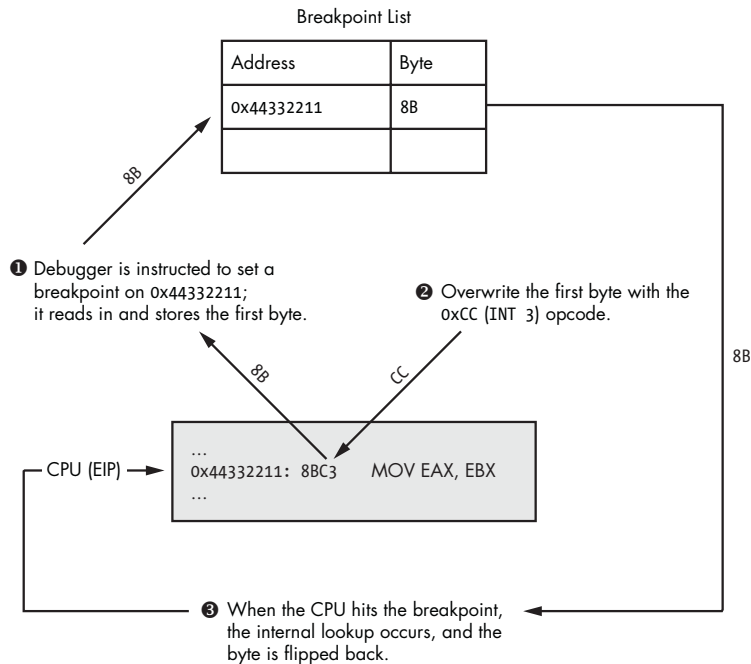 Breakpoint List
Address Byte
0x44332211 8B
8B
❶ Debugger is instructed to set a
breakpoint on 0x44332211;
it reads in and stores the first byte.
❷ Overwrite the first byte with the
0xCC (INT 3) opcode.
8B
8B
CC
...
CPU (EIP)
0x44332211: 8BC3 MOV EAX, EBX
...
❸ When the CPU hits the breakpoint,
the internal lookup occurs, and the
byte is flipped back.